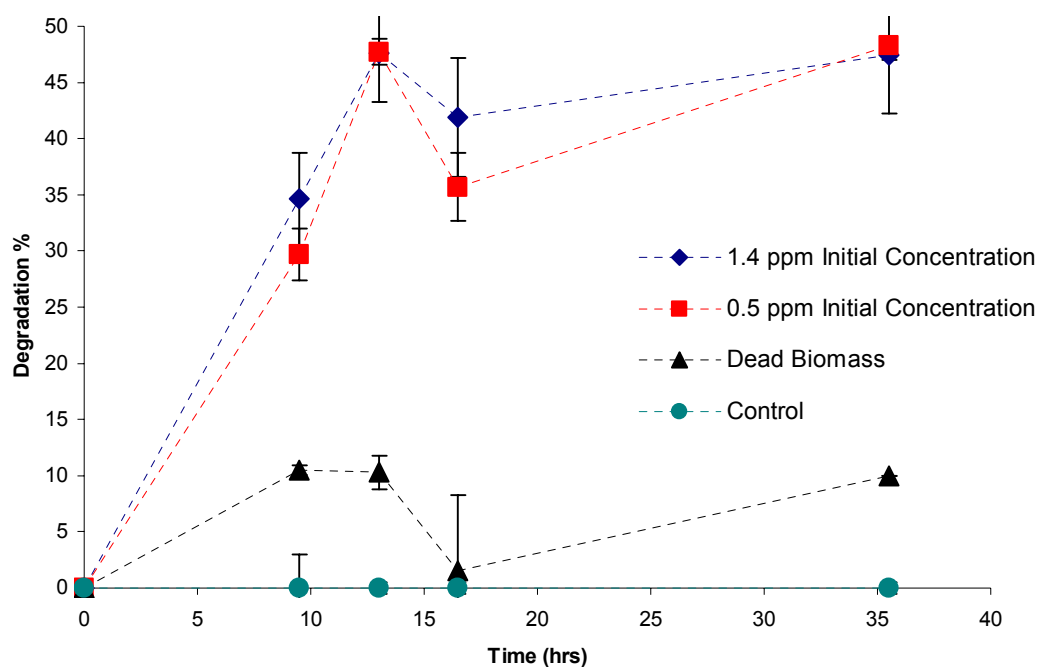 50
45
40
35
30
25
20
15
10
5
0
Degradation %
1.4 ppm Initial Concentration
0.5 ppm Initial Concentration
Dead Biomass
Control
0 5 10 15 20 25 30 35 40
Time (hrs)